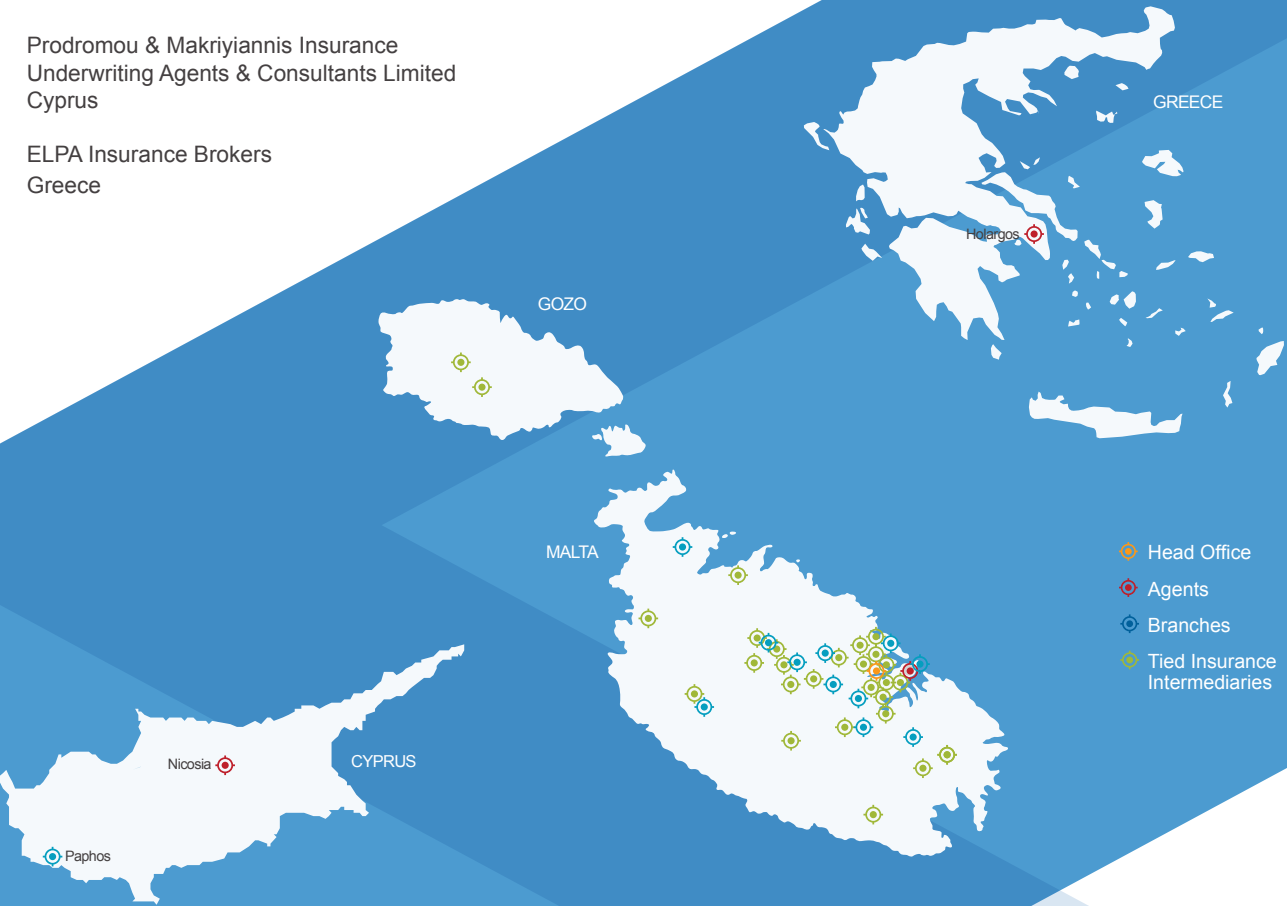 Prodromou & Makriyiannis Insurance
Underwriting Agents & Consultants Limited
Cyprus
ELPA Insurance Brokers
Greece
GREECE
Holargos
GOZO
MALTA
Head Office
Agents
Branches
Tied Insurance
Intermediaries
CYPRUS
Nicosia
Paphos